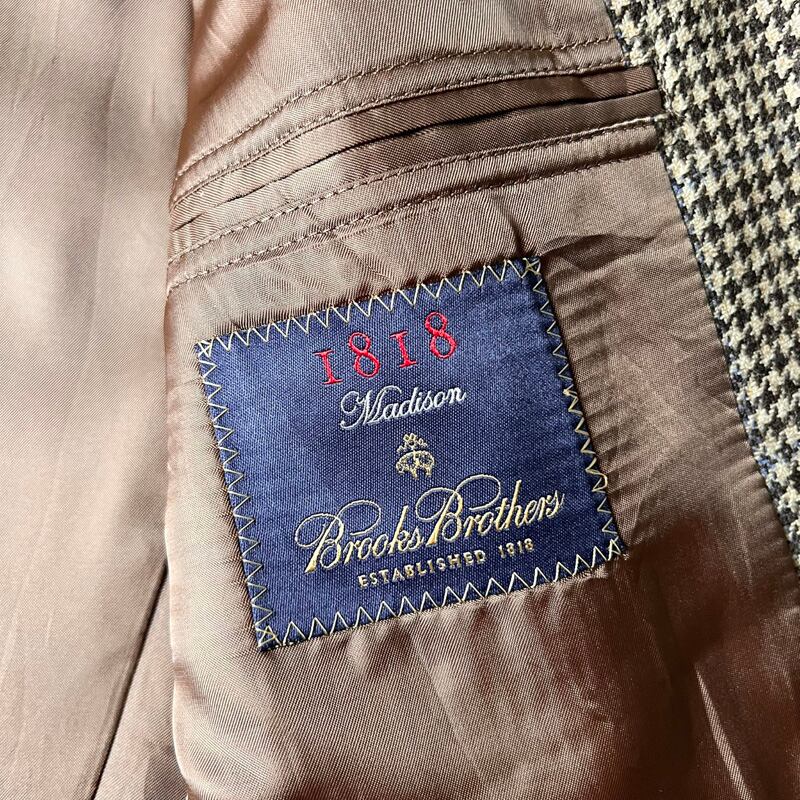 1818
Madison
Brooks Brothers
ESTABLISHED 1818